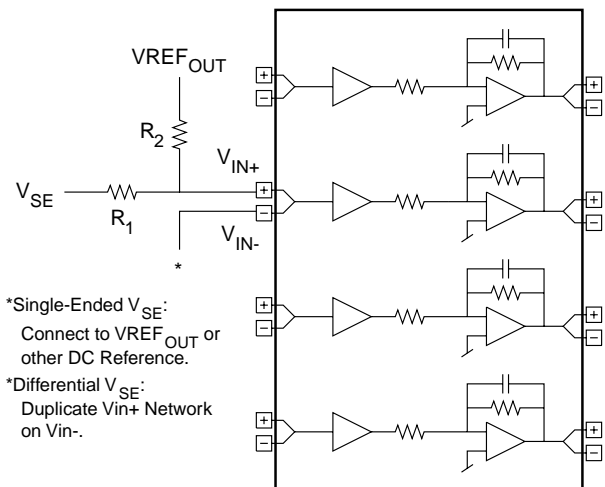 VREF_OUT
R_2
V_IN+
V_SE
R_1
V_IN-
*
*Single-Ended V_SE:
Connect to VREF_OUT or
other DC Reference.
*Differential V_SE:
Duplicate Vin+ Network
on Vin-.
+
-
+
-
+
-
+
-
+
-
+
-
+
-
+
-